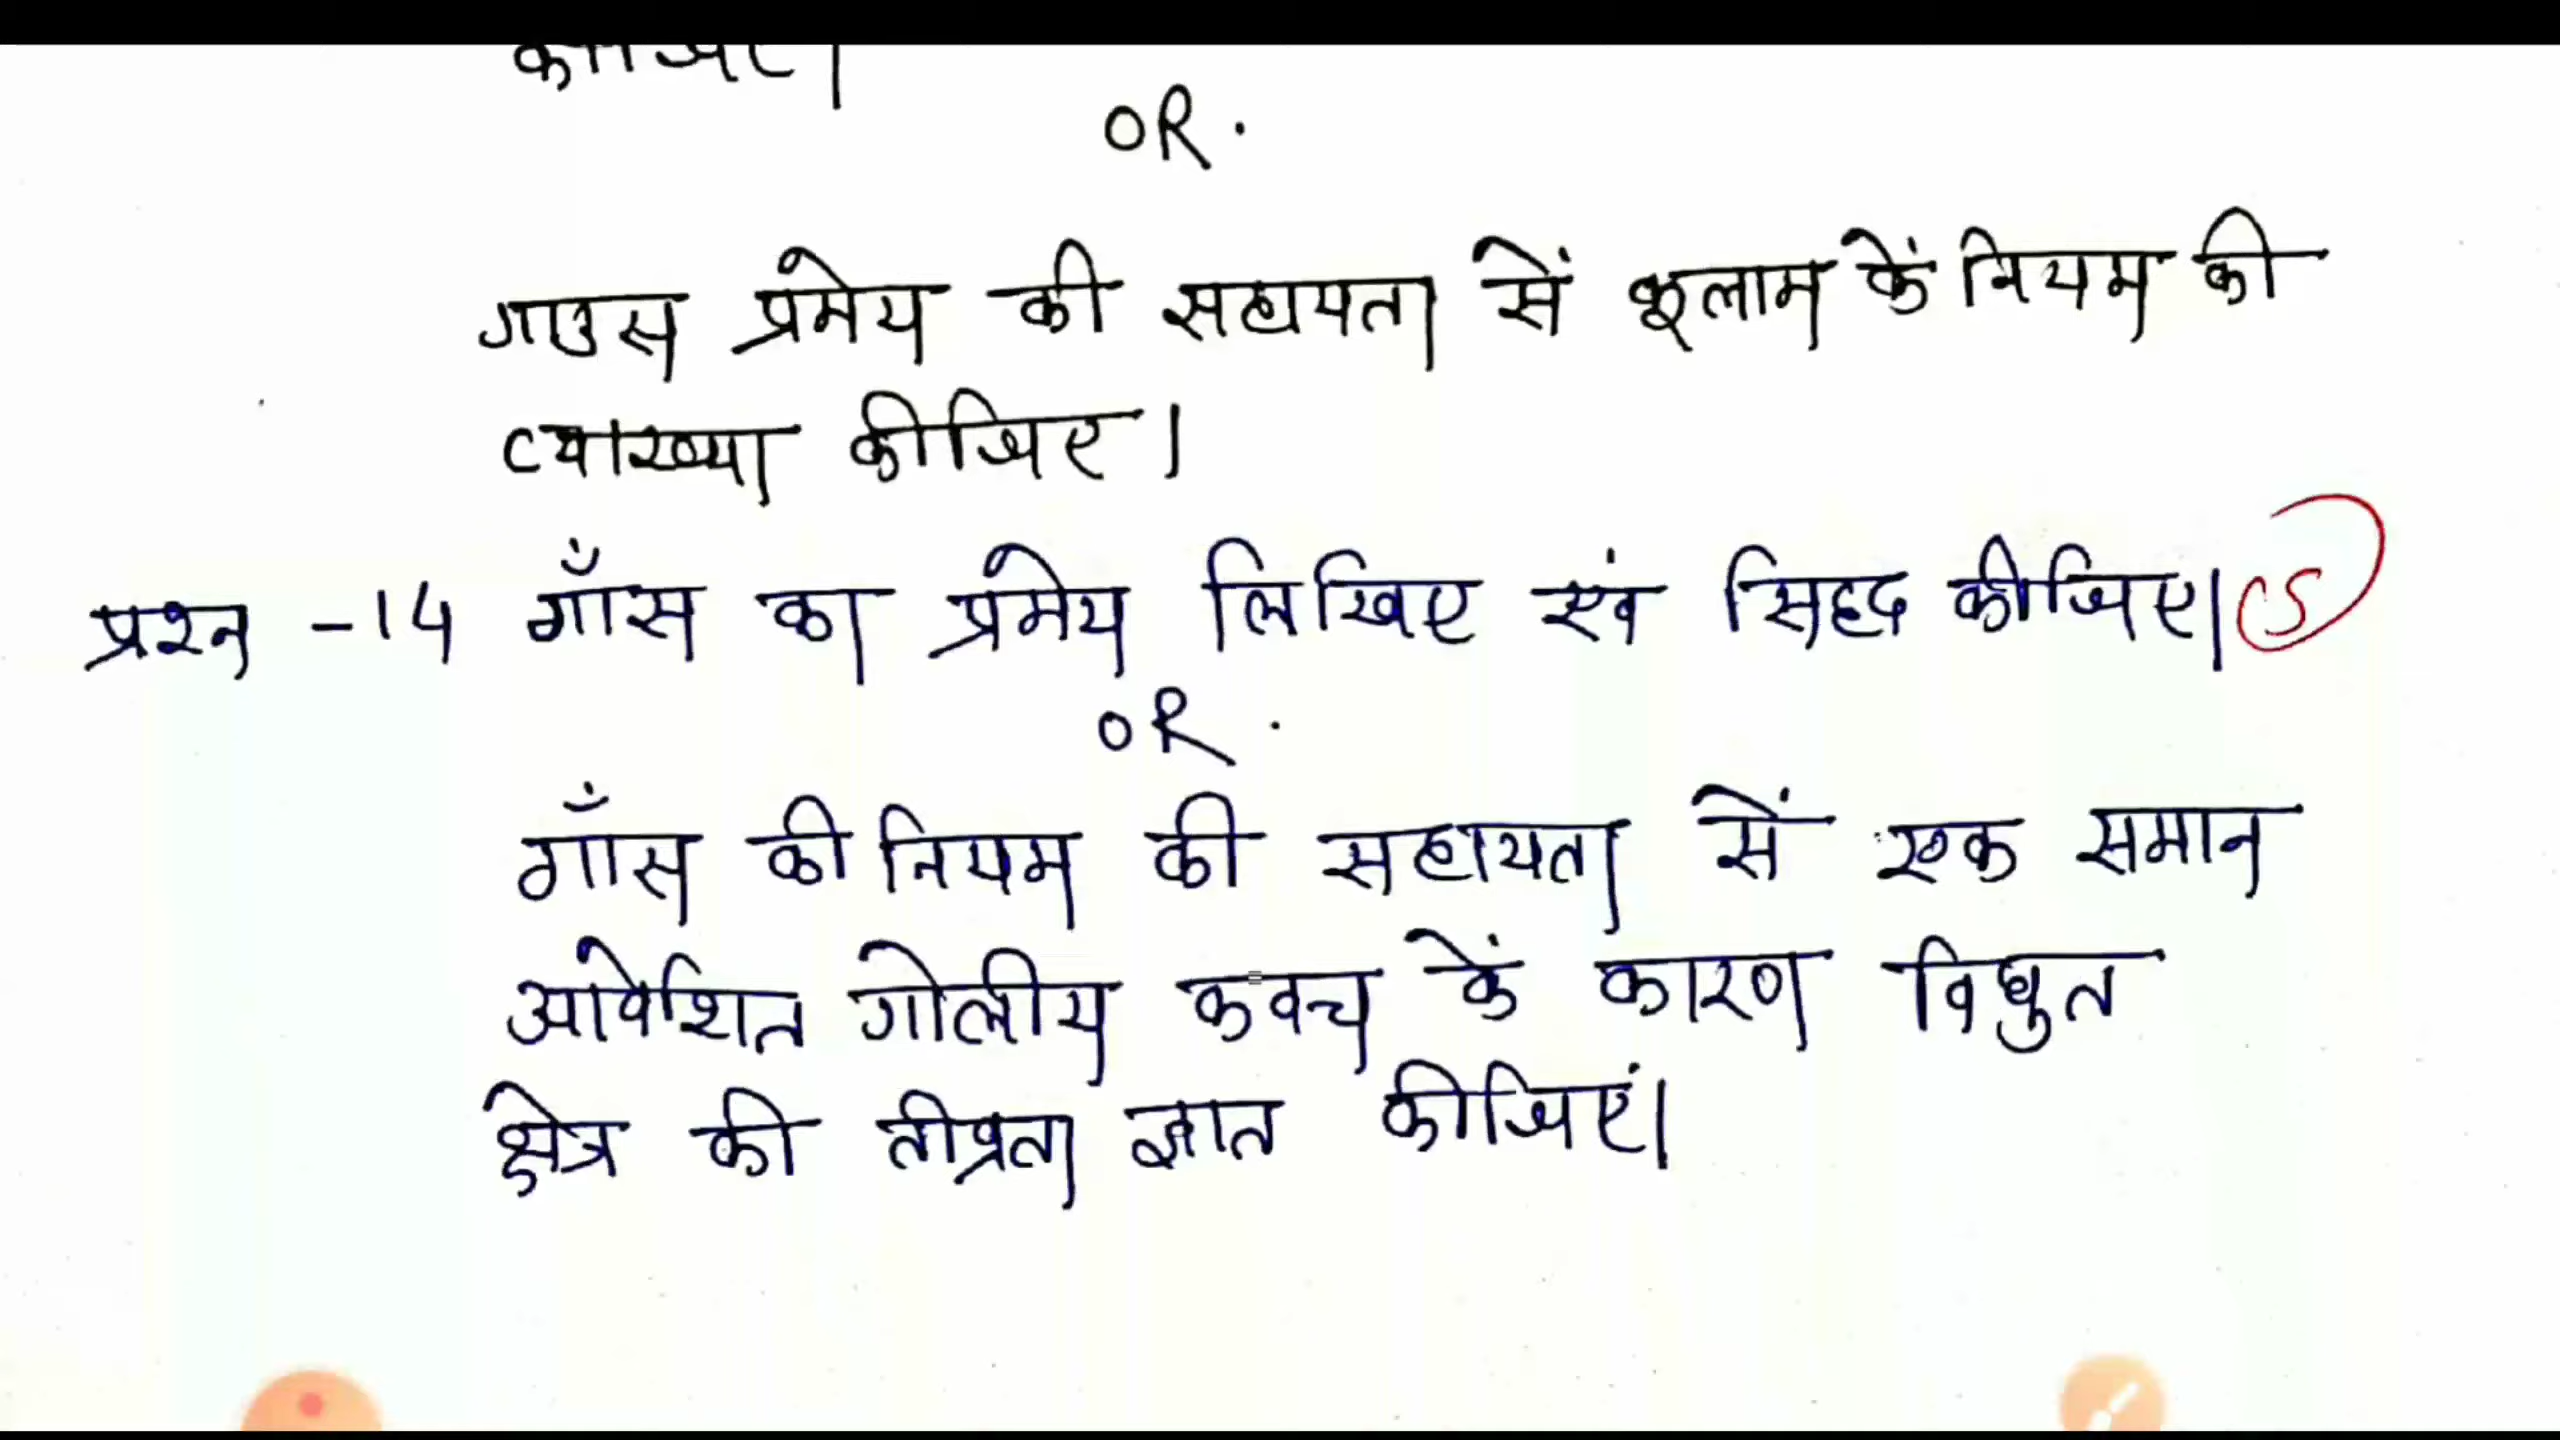 OR.
गाउस प्रमेय की सहायता सें कूलाम कें नियम की
व्याख्या कीजिए।
प्रश्न -14 गाँस का प्रमेय लिखिए एवं सिद्द कीजिए। (5)
OR.
गाँस की नियम की सहायता सें एक समान
आवेशित गोलीय कवच कें कारण विधुत
क्षेत्र की तीव्रता ज्ञात कीजिएं।